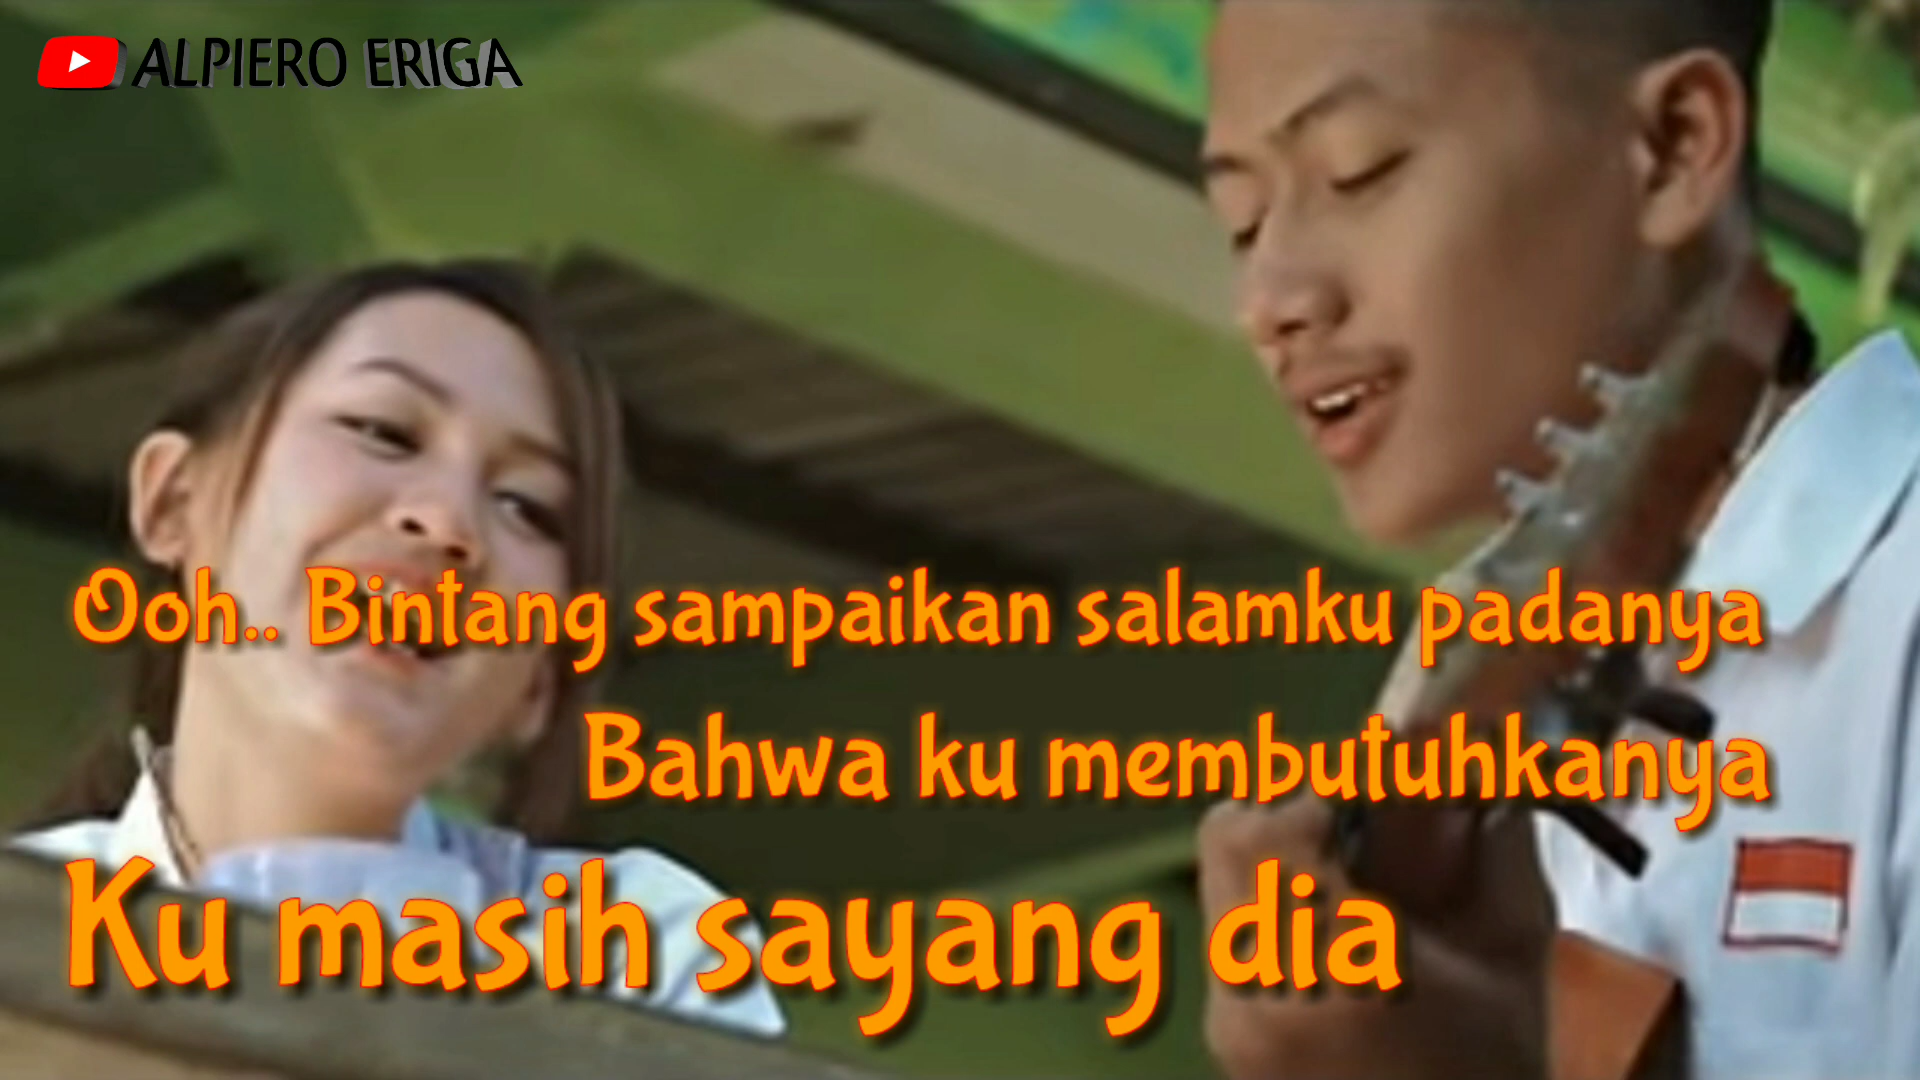 ALPIERO ERIGA
Ooh.. Bintang sampaikan salamku padanya
Bahwa ku membutuhkanya
Ku masih sayang dia